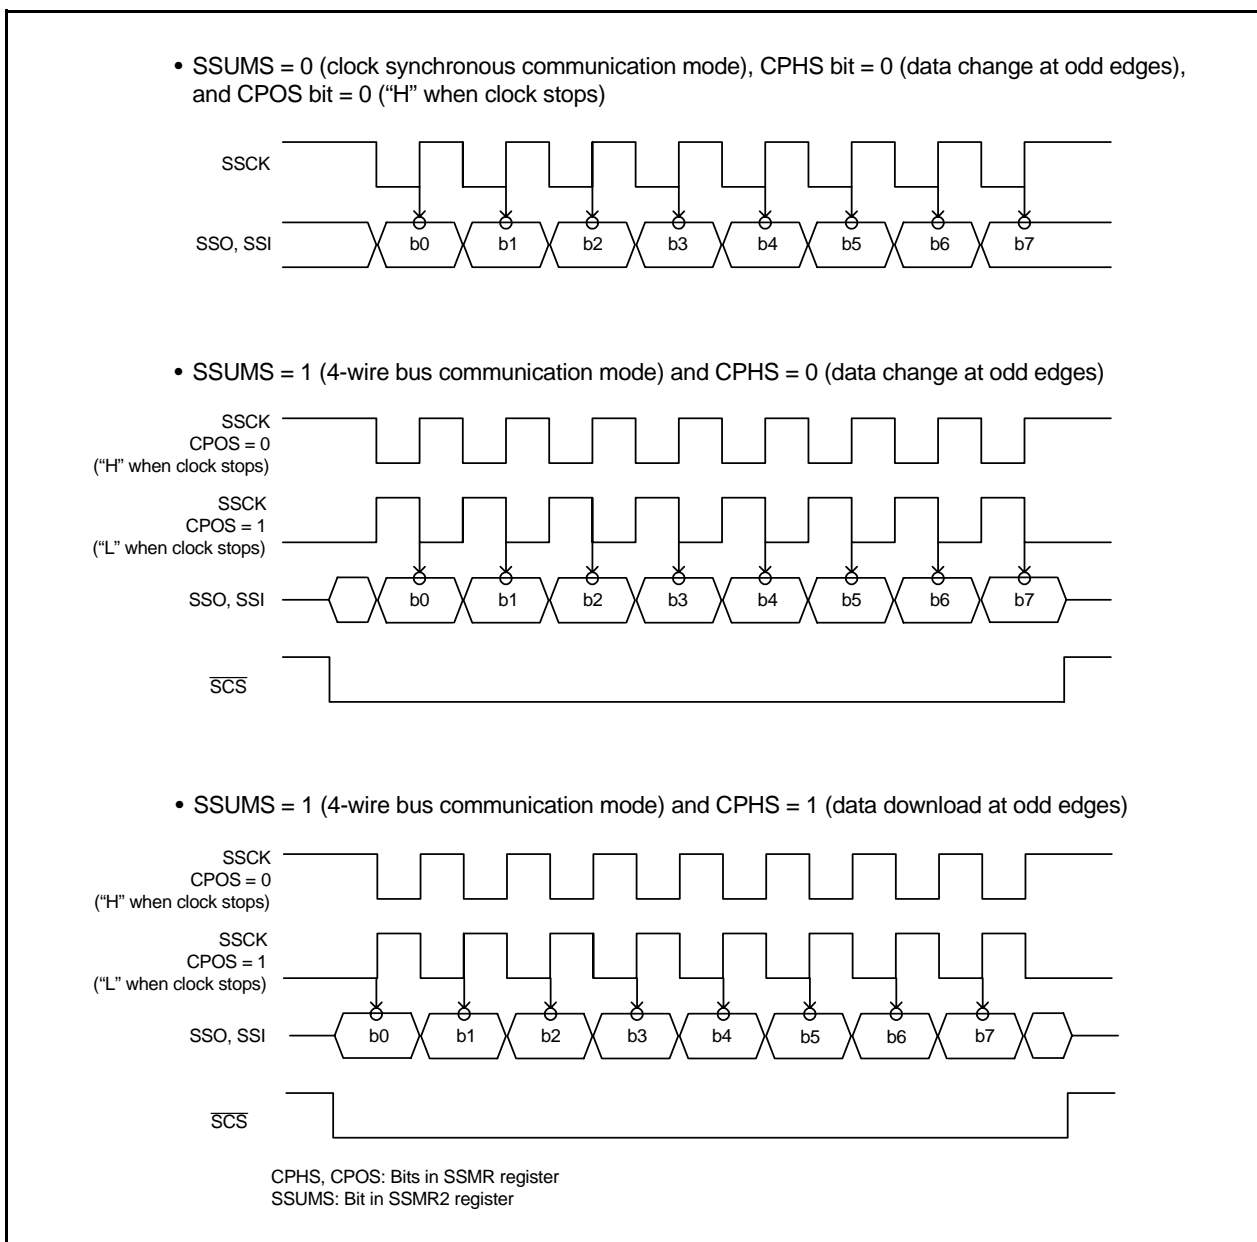 • SSUMS = 0 (clock synchronous communication mode), CPHS bit = 0 (data change at odd edges),
and CPOS bit = 0 (“H” when clock stops)
SSCK
SSO, SSI
b0 b1 b2 b3 b4 b5 b6 b7
• SSUMS = 1 (4-wire bus communication mode) and CPHS = 0 (data change at odd edges)
SSCK
CPOS = 0
(“H” when clock stops)
SSCK
CPOS = 1
(“L” when clock stops)
SSO, SSI
b0 b1 b2 b3 b4 b5 b6 b7
SCS
• SSUMS = 1 (4-wire bus communication mode) and CPHS = 1 (data download at odd edges)
SSCK
CPOS = 0
(“H” when clock stops)
SSCK
CPOS = 1
(“L” when clock stops)
SSO, SSI
b0 b1 b2 b3 b4 b5 b6 b7
SCS
CPHS, CPOS: Bits in SSMR register
SSUMS: Bit in SSMR2 register